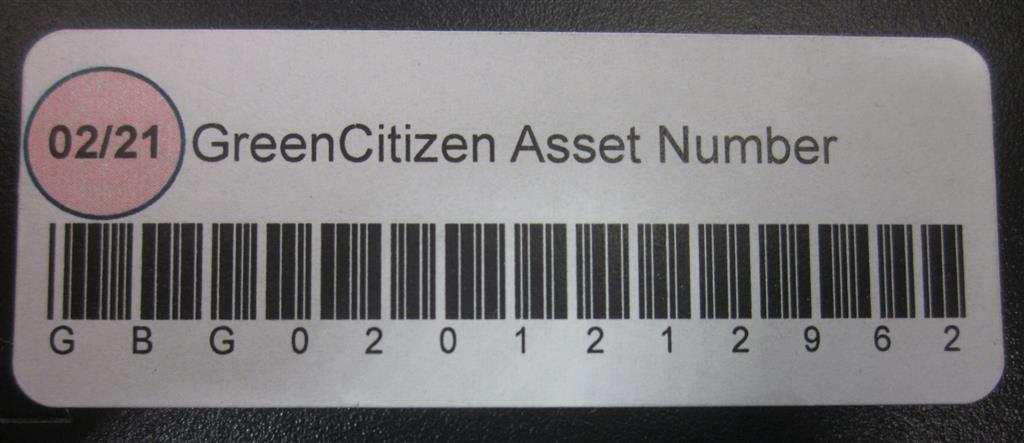 02/21 GreenCitizen Asset Number
G B G 0 2 0 1 2 1 2 9 6 2